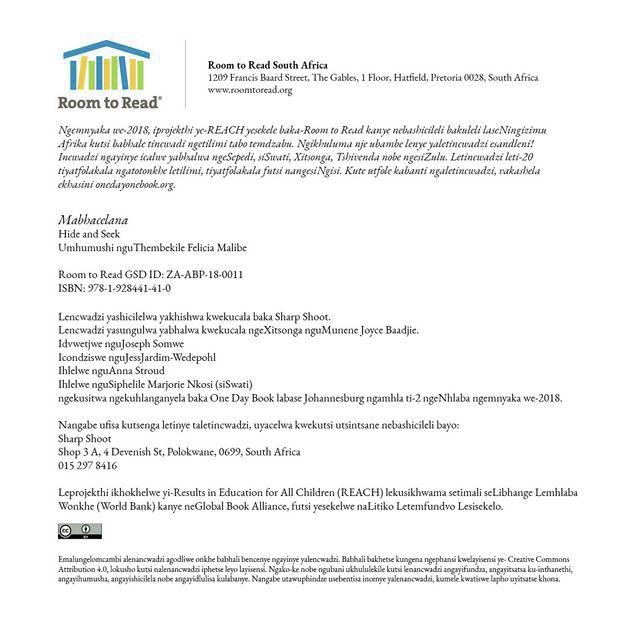 Room to Read®
Room to Read South Africa
1209 Francis Baard Street, The Gables, 1 Floor, Hatfield, Pretoria 0028, South Africa
www.roomtoread.org
Ngemnyaka we-2018, iprojekthi ye-REACH yesekele baka-Room to Read kanye nebashicileli bakuleli laseNingizimu
Afrika kutsi babhale tincwadi ngetilimi tabo temdzabu. Ngikhuluma nje ubambe lenye yaletincwadzi esandleni!
Incwadzi ngayinye icalwe yabhalwa ngeSepedi, siSwati, Xitsonga, Tshivenda nobe ngesiZulu. Letincwadzi leti-20
tiyatfolakala ngatotonkhe letilimi, tiyatfolakala futsi nangesiNgisi. Kute utfole kabanti ngaletincwadzi, vakashela
ekhasini onedayonebook.org.
Mabhacelana
Hide and Seek
Umhumushi nguThembekile Felicia Malibe
Room to Read GSD ID: ZA-ABP-18-0011
ISBN: 978-1-928441-41-0
Lencwadzi yashicilelwa yakhishwa kwekucala baka Sharp Shoot.
Lencwadzi yasungulwa yabhalwa kwekucala ngeXitsonga nguMunene Joyce Baadjie.
Idvwetjwe nguJoseph Somwe
Icondziswe nguJessJardim-Wedepohl
Ihlelwe nguAnna Stroud
Ihlelwe nguSiphelile Marjorie Nkosi (siSwati)
ngekusitwa ngekuhlanganyela baka One Day Book labase Johannesburg ngamhla ti-2 ngeNhlaba ngemnyaka we-2018.
Nangabe ufisa kutsenga letinye taletincwadzi, uyacelwa kwekutsi utsintsane nebashicileli bayo:
Sharp Shoot
Shop 3 A, 4 Devenish St, Polokwane, 0699, South Africa
015 297 8416
Leprojekthi ikhokhelwe yi-Results in Education for All Children (REACH) lekusikhwama setimali seLibhange Lemhlaba
Wonkhe (World Bank) kanye neGlobal Book Alliance, futsi yesekelwe naLitiko Letemfundvo Lesisekelo.
cc
BY
Emalungelomcambi alenancwadzi agodliwe onkhe babhali bencenye ngayinye yalencwadzi. Babhali bakhetse kungena ngephansi kwelayisensi ye- Creative Commons
Attribution 4.0, lokusho kutsi nalenancwadzi iphetse leyo layisensi. Ngako-ke nobe ngubani ukhululekile kutsi lenancwadzi angayifundza, angayitsatsa ku-inthanethi,
angayihumusha, angayishicilela nobe angayidlulisa kulabanye. Nangabe utawuphindze usebentisa incenye yalenancwadzi, kumele kwatiswe lapho uyitsatse khona.